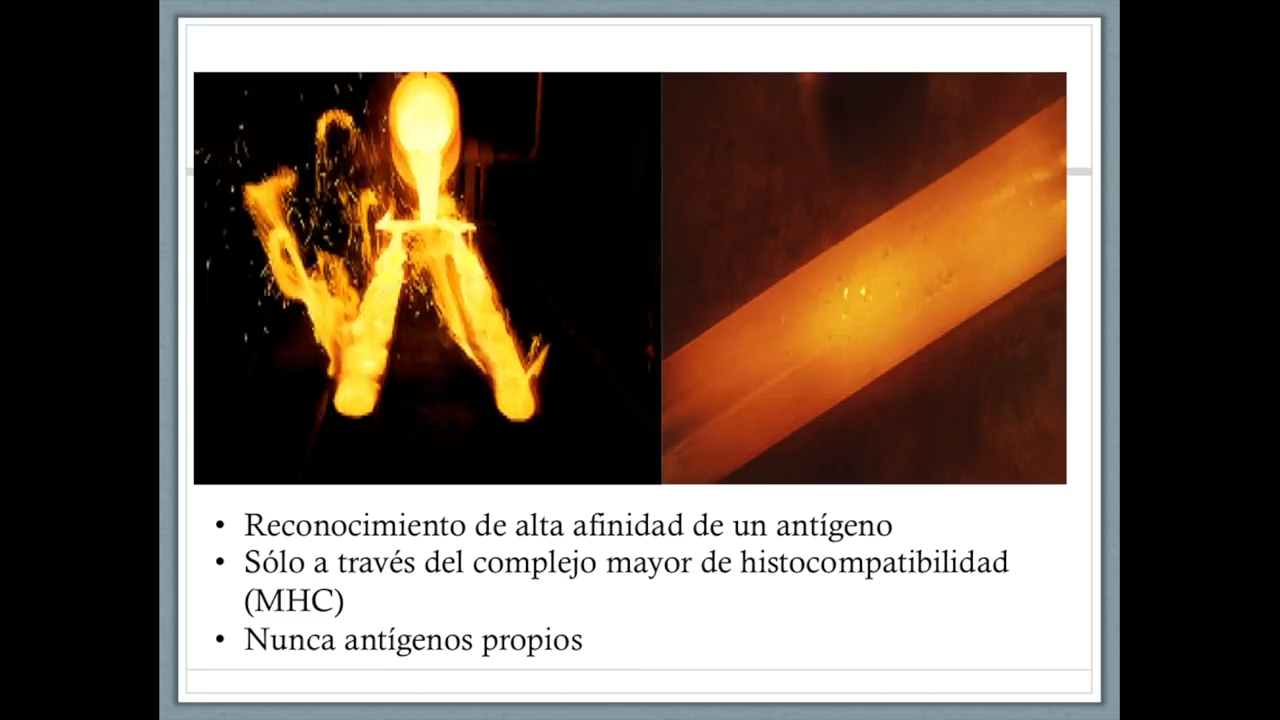 • Reconocimiento de alta afinidad de un antígeno
• Sólo a través del complejo mayor de histocompatibilidad
(MHC)
• Nunca antígenos propios